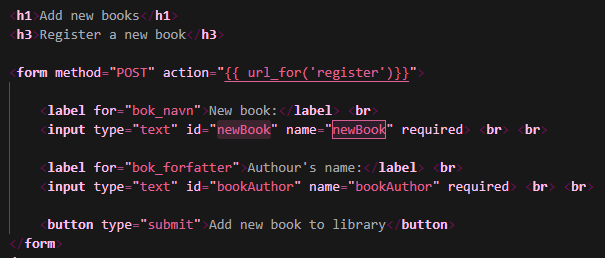 <h1>Add new books</h1>
<h3>Register a new book</h3>
<form method="POST" action="{{ url_for('register')}}">
<label for="bok_navn">New book:</label> <br>
<input type="text" id="newBook" name="newBook" required> <br> <br>
<label for="bok_forfatter">Authour's name:</label> <br>
<input type="text" id="bookAuthor" name="bookAuthor" required> <br> <br>
<button type="submit">Add new book to library</button>
</form>